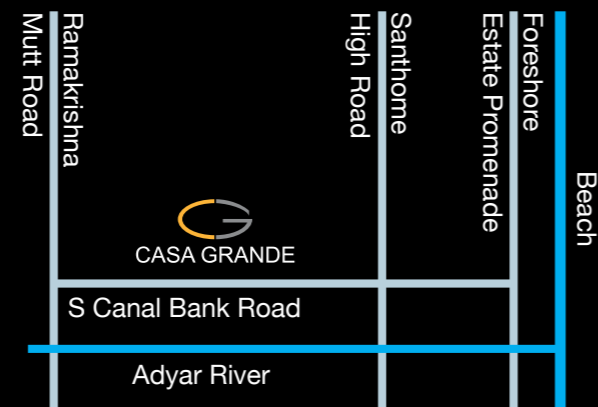 Ramakrishna
Mutt Road
Santhome
High Road
Foreshore
Estate Promenade
Beach
CASA GRANDE
S Canal Bank Road
Adyar River